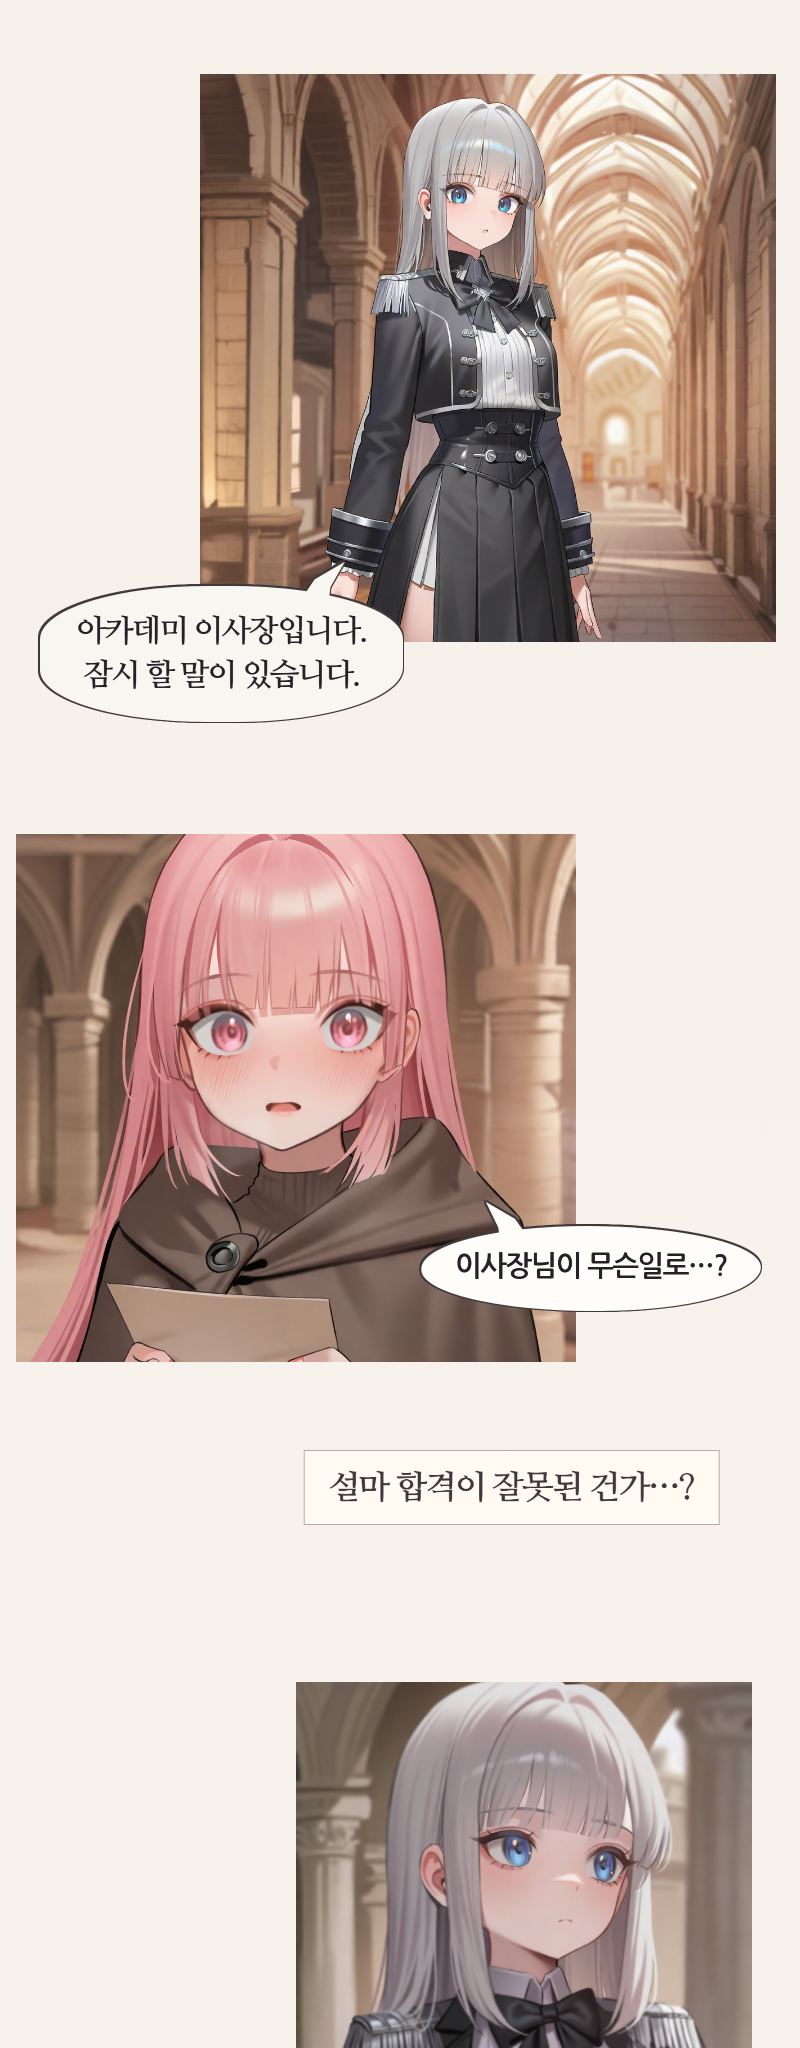 아카데미 이사장입니다.
잠시 할 말이 있습니다.
이사장님이 무슨일로…?
설마 합격이 잘못된 건가…?